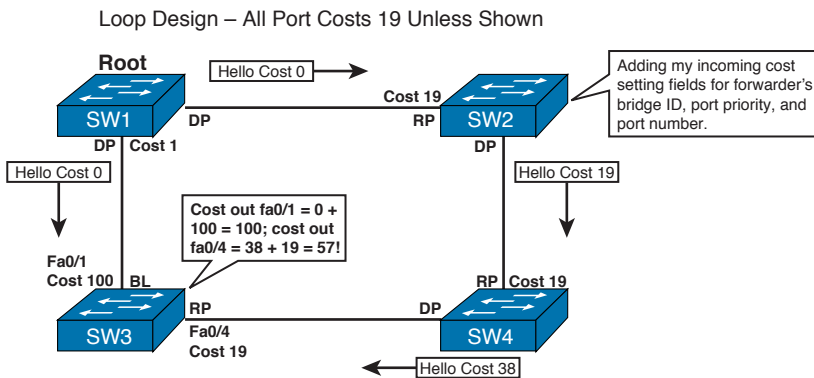 Loop Design – All Port Costs 19 Unless Shown
Root
Hello Cost 0
Adding my incoming cost
setting fields for forwarder's
bridge ID, port priority, and
port number.
SW1
DP
Cost 19
RP
SW2
DP Cost 1
DP
Hello Cost 0
Hello Cost 19
Cost out fa0/1 = 0 +
100 = 100; cost out
fa0/4 = 38 + 19 = 57!
Fa0/1
Cost 100 BL
RP Cost 19
SW3
RP
DP
SW4
Fa0/4
Cost 19
Hello Cost 38